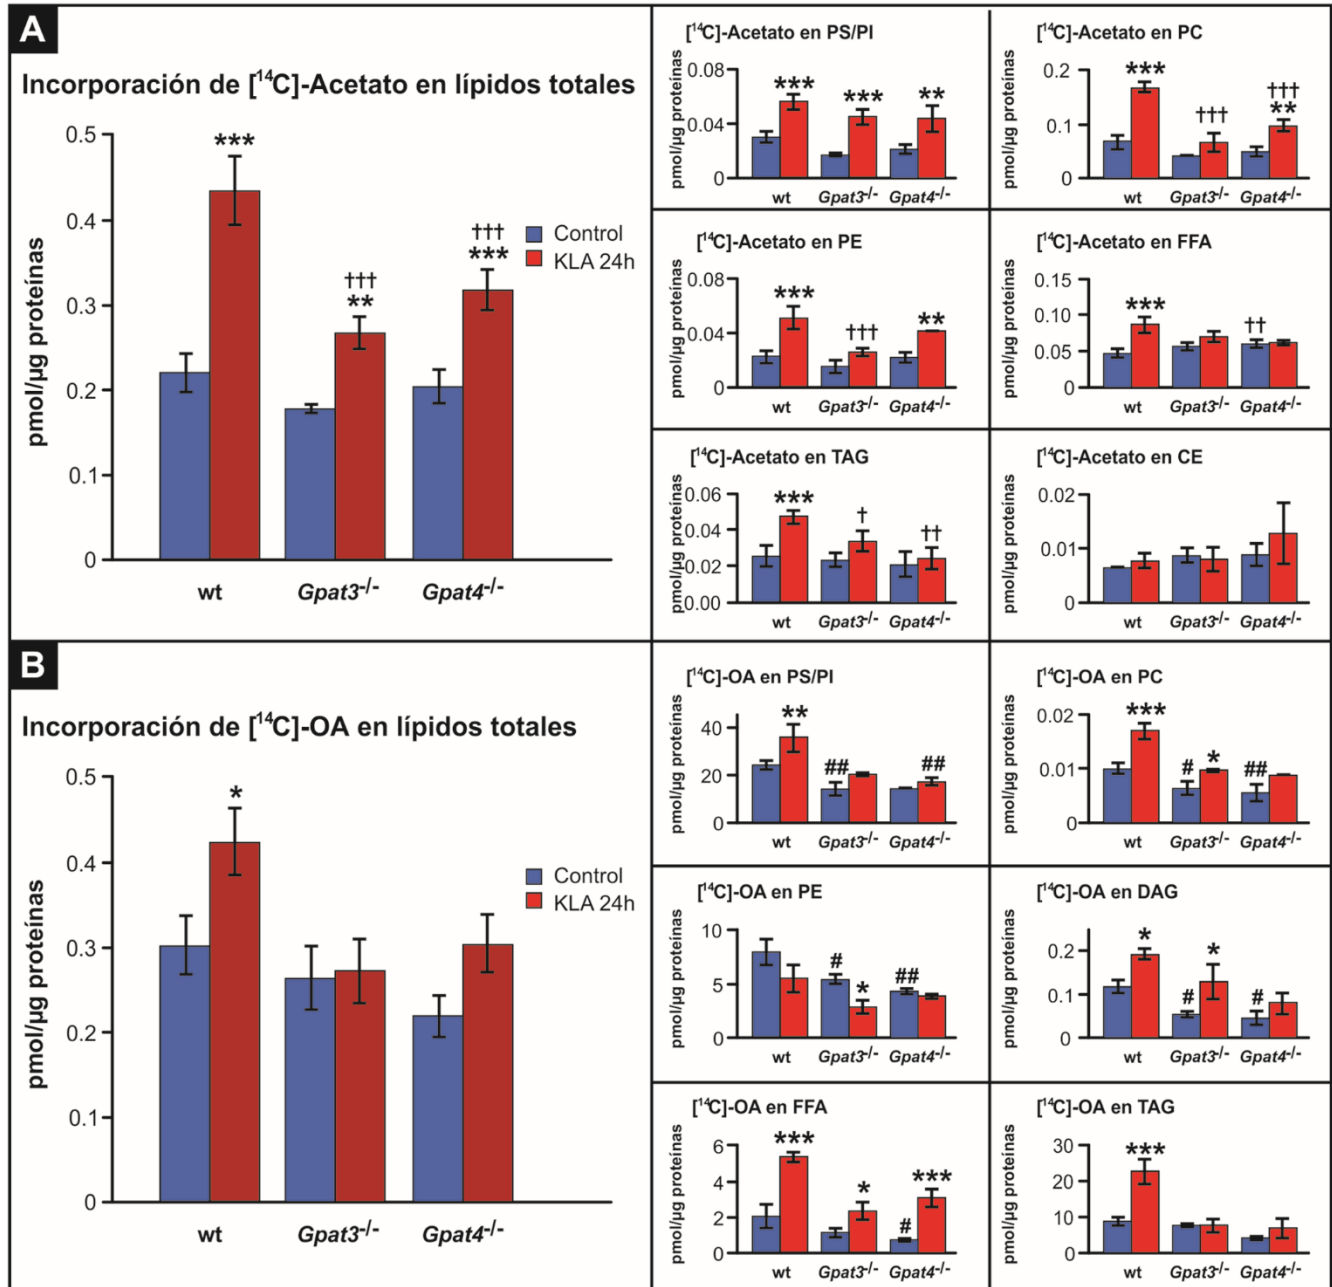 A
Incorporación de [¹⁴C]-Acetato en lípidos totales
pmol/µg proteínas
0.5
0.4
0.3
0.2
0.1
0
***
†††
**
†††
***
Control
KLA 24h
wt
Gpat3-/-
Gpat4-/-
[¹⁴C]-Acetato en PS/PI
pmol/µg proteínas
0.08
0.04
0
***
***
**
wt
Gpat3-/-
Gpat4-/-
[¹⁴C]-Acetato en PC
pmol/µg proteínas
0.2
0.1
0
***
†††
†††
**
wt
Gpat3-/-
Gpat4-/-
[¹⁴C]-Acetato en PE
pmol/µg proteínas
0.08
0.04
0
***
†††
**
wt
Gpat3-/-
Gpat4-/-
[¹⁴C]-Acetato en FFA
pmol/µg proteínas
0.15
0.10
0.05
0
***
††
wt
Gpat3-/-
Gpat4-/-
[¹⁴C]-Acetato en TAG
pmol/µg proteínas
0.06
0.04
0.02
0.00
***
†
††
wt
Gpat3-/-
Gpat4-/-
[¹⁴C]-Acetato en CE
pmol/µg proteínas
0.02
0.01
0
wt
Gpat3-/-
Gpat4-/-
B
Incorporación de [¹⁴C]-OA en lípidos totales
pmol/µg proteínas
0.5
0.4
0.3
0.2
0.1
0
*
Control
KLA 24h
wt
Gpat3-/-
Gpat4-/-
[¹⁴C]-OA en PS/PI
pmol/µg proteínas
40
20
0
**
##
##
wt
Gpat3-/-
Gpat4-/-
[¹⁴C]-OA en PC
pmol/µg proteínas
0.02
0.01
0
***
#
*
##
wt
Gpat3-/-
Gpat4-/-
[¹⁴C]-OA en PE
pmol/µg proteínas
10
5
0
#
*
##
wt
Gpat3-/-
Gpat4-/-
[¹⁴C]-OA en DAG
pmol/µg proteínas
0.2
0.1
0
*
#
*
#
wt
Gpat3-/-
Gpat4-/-
[¹⁴C]-OA en FFA
pmol/µg proteínas
6
4
2
0
***
*
#
***
wt
Gpat3-/-
Gpat4-/-
[¹⁴C]-OA en TAG
pmol/µg proteínas
30
20
10
0
***
wt
Gpat3-/-
Gpat4-/-